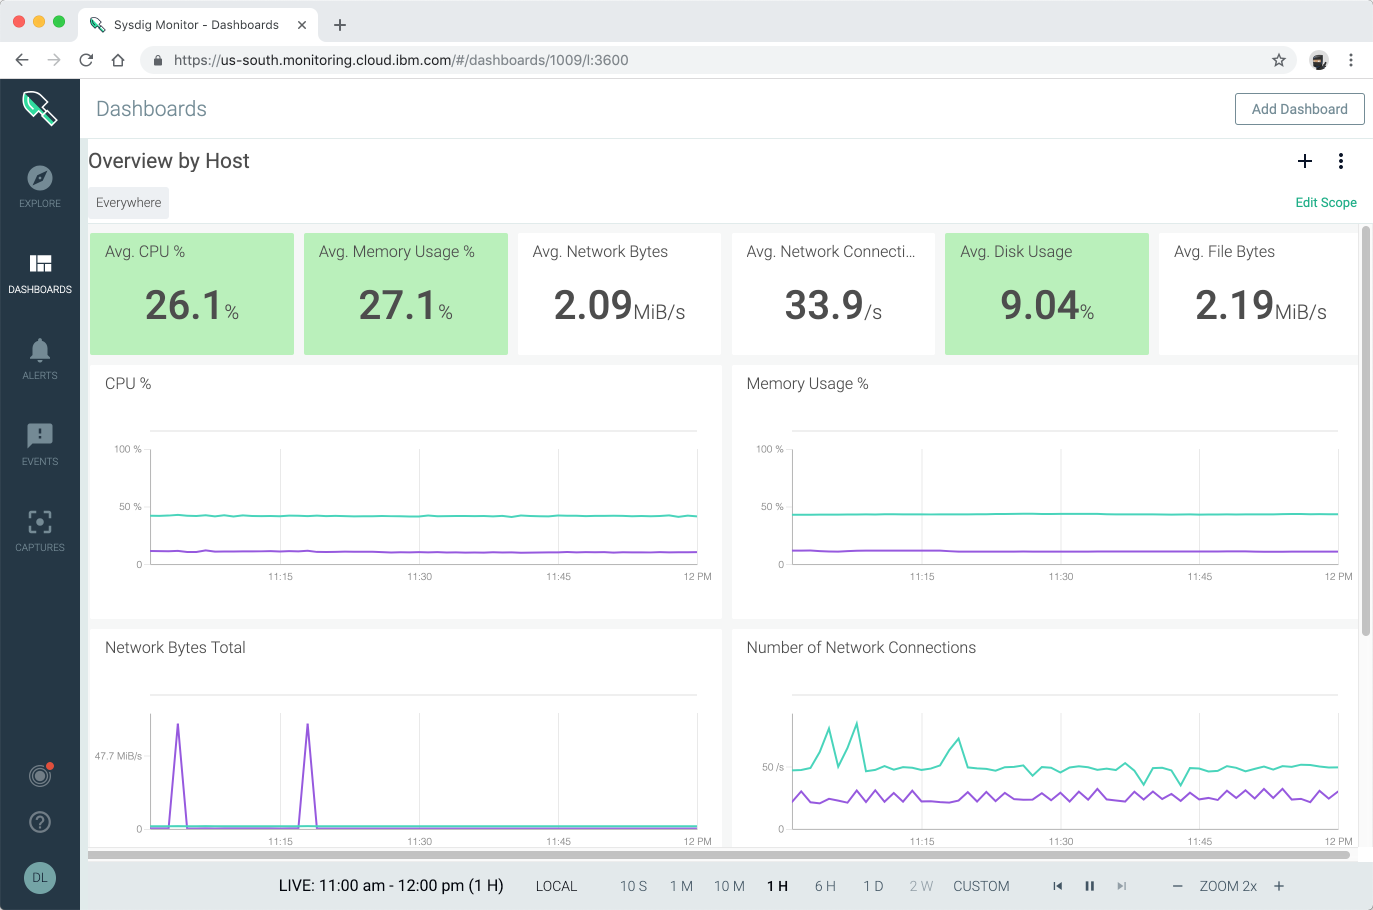 Sysdig Monitor - Dashboards
https://us-south.monitoring.cloud.ibm.com/#/dashboards/1009/l:3600
Dashboards
Add Dashboard
EXPLORE
DASHBOARDS
ALERTS
EVENTS
CAPTURES
DL
Overview by Host
Everywhere
Edit Scope
Avg. CPU %
26.1%
Avg. Memory Usage %
27.1%
Avg. Network Bytes
2.09MiB/s
Avg. Network Connecti...
33.9/s
Avg. Disk Usage
9.04%
Avg. File Bytes
2.19MiB/s
CPU %
100 %
50 %
0
11:15 11:30 11:45 12 PM
Memory Usage %
100 %
50 %
0
11:15 11:30 11:45 12 PM
Network Bytes Total
47.7 MiB/s
0
11:15 11:30 11:45 12 PM
Number of Network Connections
50 /s
0
11:15 11:30 11:45 12 PM
LIVE: 11:00 am - 12:00 pm (1 H) LOCAL 10 S 1 M 10 M 1 H 6 H 1 D 2 W CUSTOM ZOOM 2x